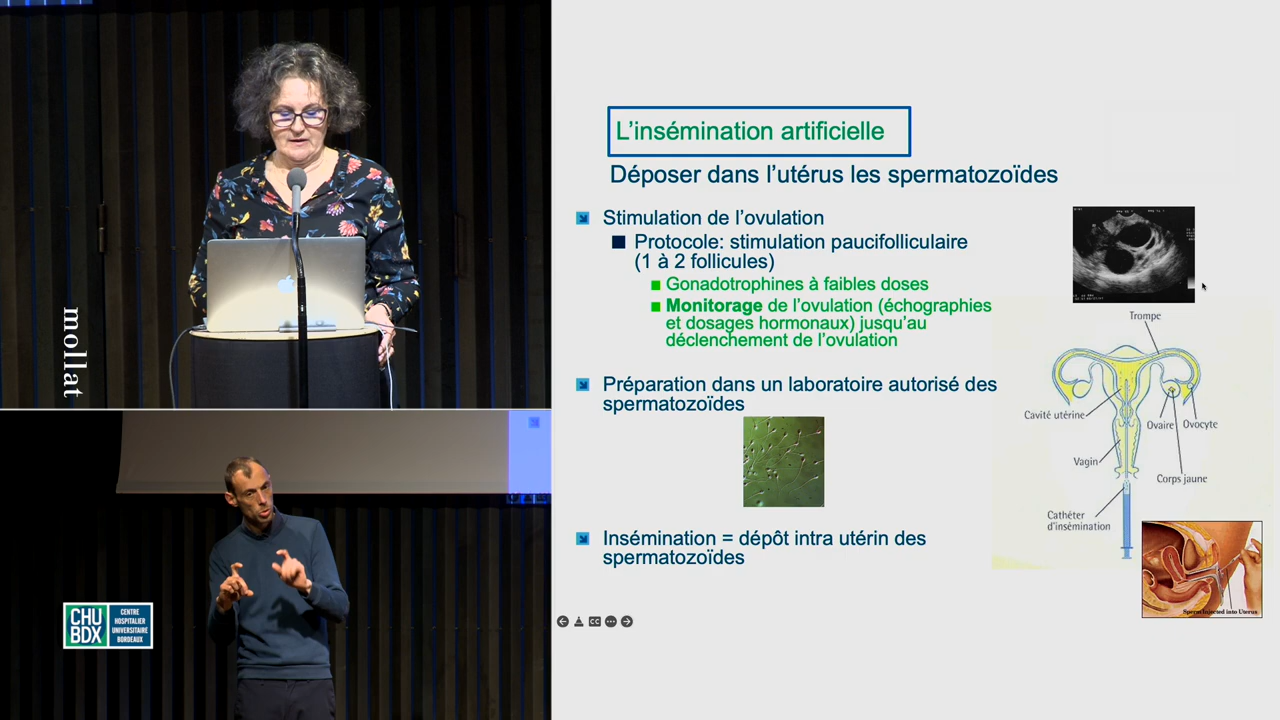 mollat
CHU
BDX
CENTRE
HOSPITALIER
UNIVERSITAIRE
BORDEAUX
L'insémination artificielle
Déposer dans l'utérus les spermatozoïdes
Stimulation de l'ovulation
Protocole: stimulation paucifolliculaire
(1 à 2 follicules)
Gonadotrophines à faibles doses
Monitorage de l'ovulation (échographies
et dosages hormonaux) jusqu'au
déclenchement de l'ovulation
Préparation dans un laboratoire autorisé des
spermatozoïdes
Insémination = dépôt intra utérin des
spermatozoïdes
Trompe
Cavité utérine
Ovaire
Ovocyte
Vagin
Corps jaune
Cathéter
d'insémination
Sperm Injected into Uterus
CC